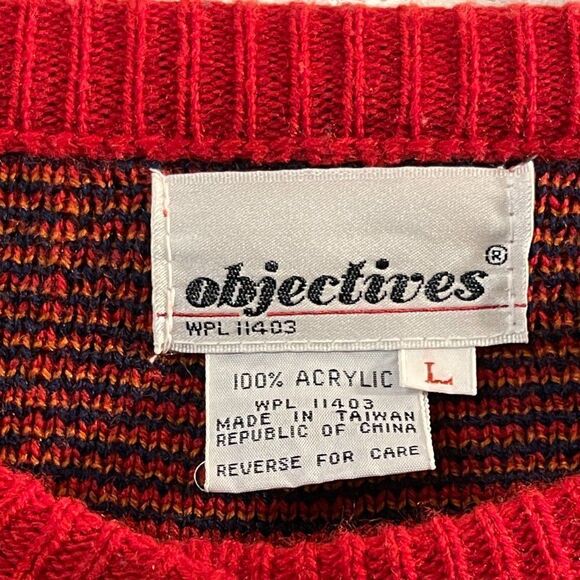 objectives®
WPL 11403
100% ACRYLIC
L
WPL 11403
MADE IN TAIWAN
REPUBLIC OF CHINA
REVERSE FOR CARE